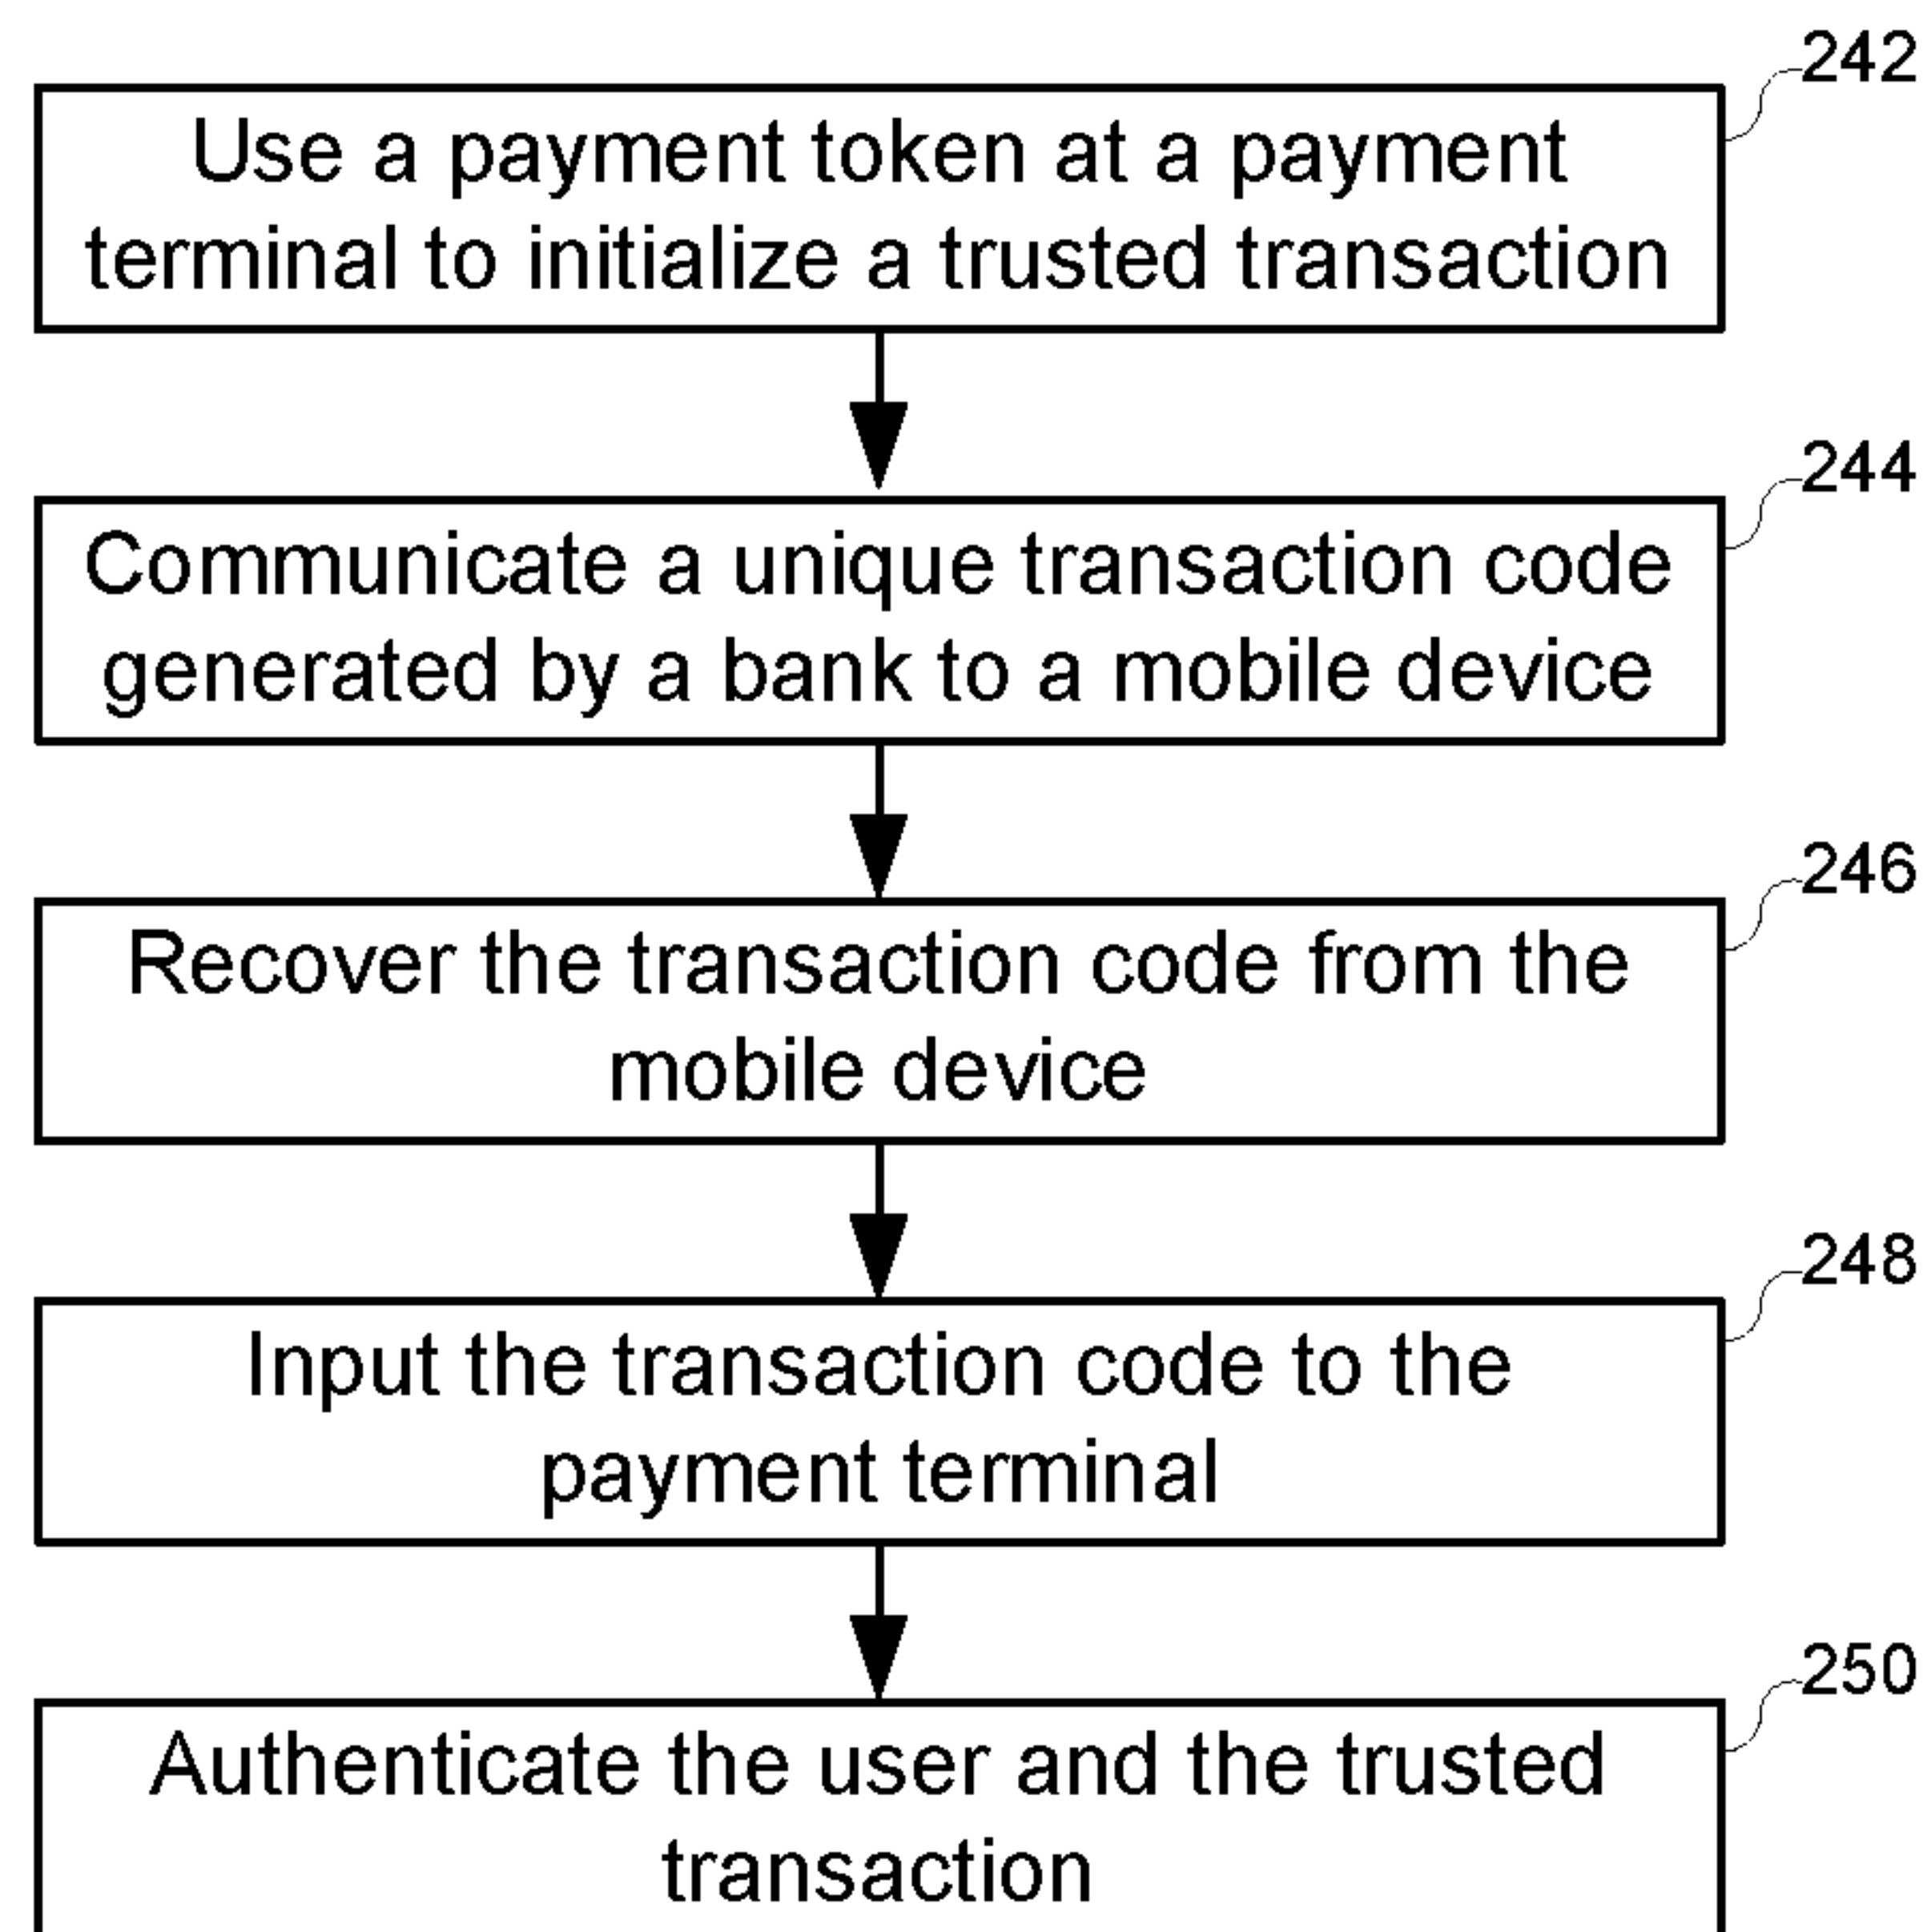 242
Use a payment token at a payment
terminal to initialize a trusted transaction
244
Communicate a unique transaction code
generated by a bank to a mobile device
246
Recover the transaction code from the
mobile device
248
Input the transaction code to the
payment terminal
250
Authenticate the user and the trusted
transaction